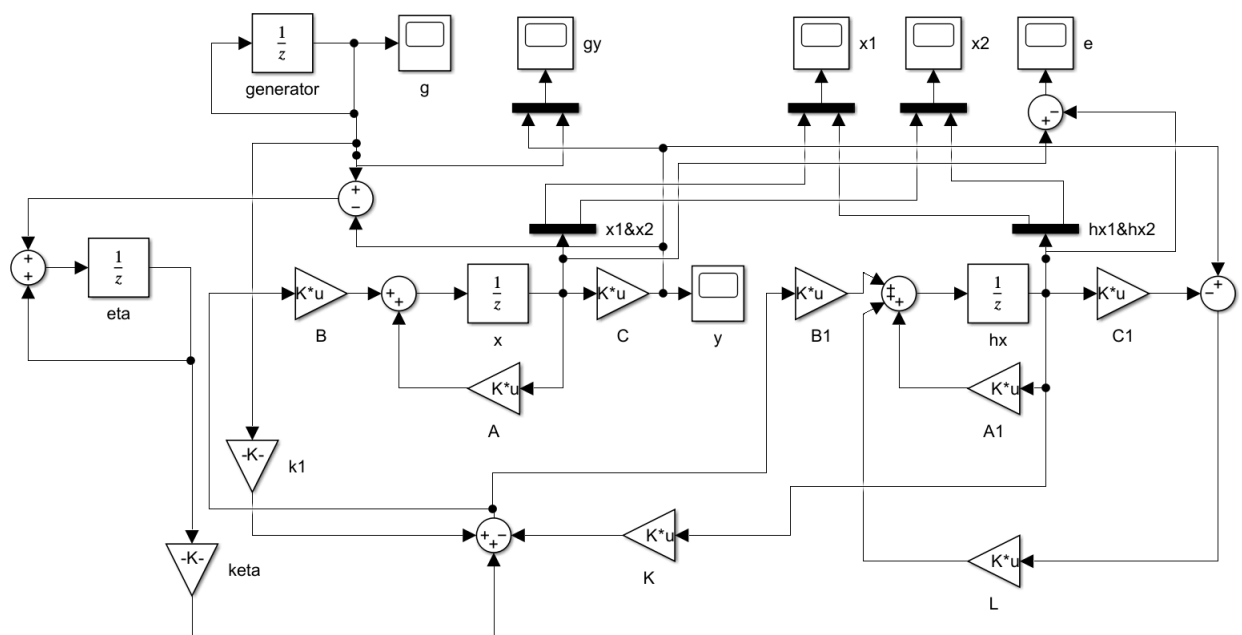 1
z
generator
g
gy
x1
x2
e
-
+
+
-
+
+
1
z
eta
K*u
B
+
+
1
z
x
x1&x2
K*u
C
y
K*u
A
K*u
B1
+
+
+
1
z
hx
hx1&hx2
K*u
C1
-
+
K*u
A1
-K-
k1
-K-
keta
+
-
+
K*u
K
K*u
L